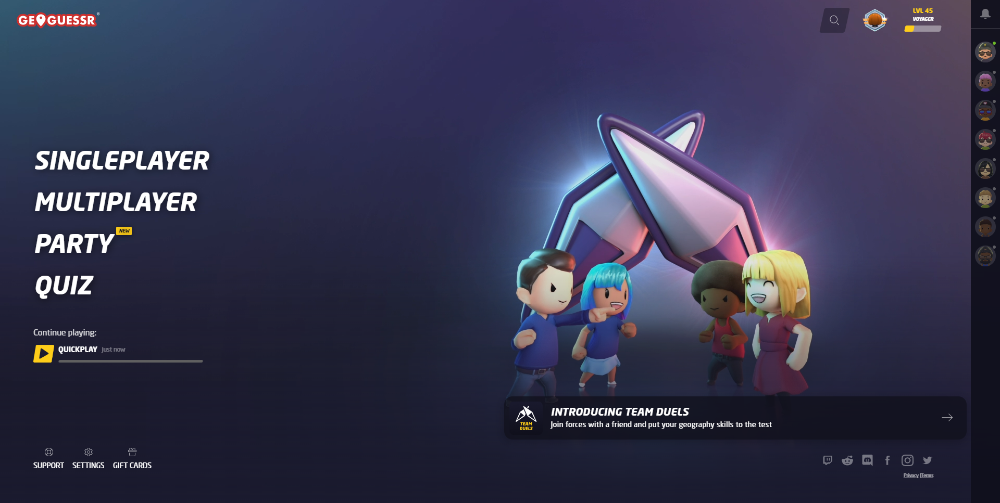 GEOGUESSR®
LVL 45
VOYAGER
SINGLEPLAYER
MULTIPLAYER
PARTY NEW
QUIZ
Continue playing:
QUICKPLAY just now
TEAM
DUELS
INTRODUCING TEAM DUELS
Join forces with a friend and put your geography skills to the test
SUPPORT SETTINGS GIFT CARDS
Privacy |Terms